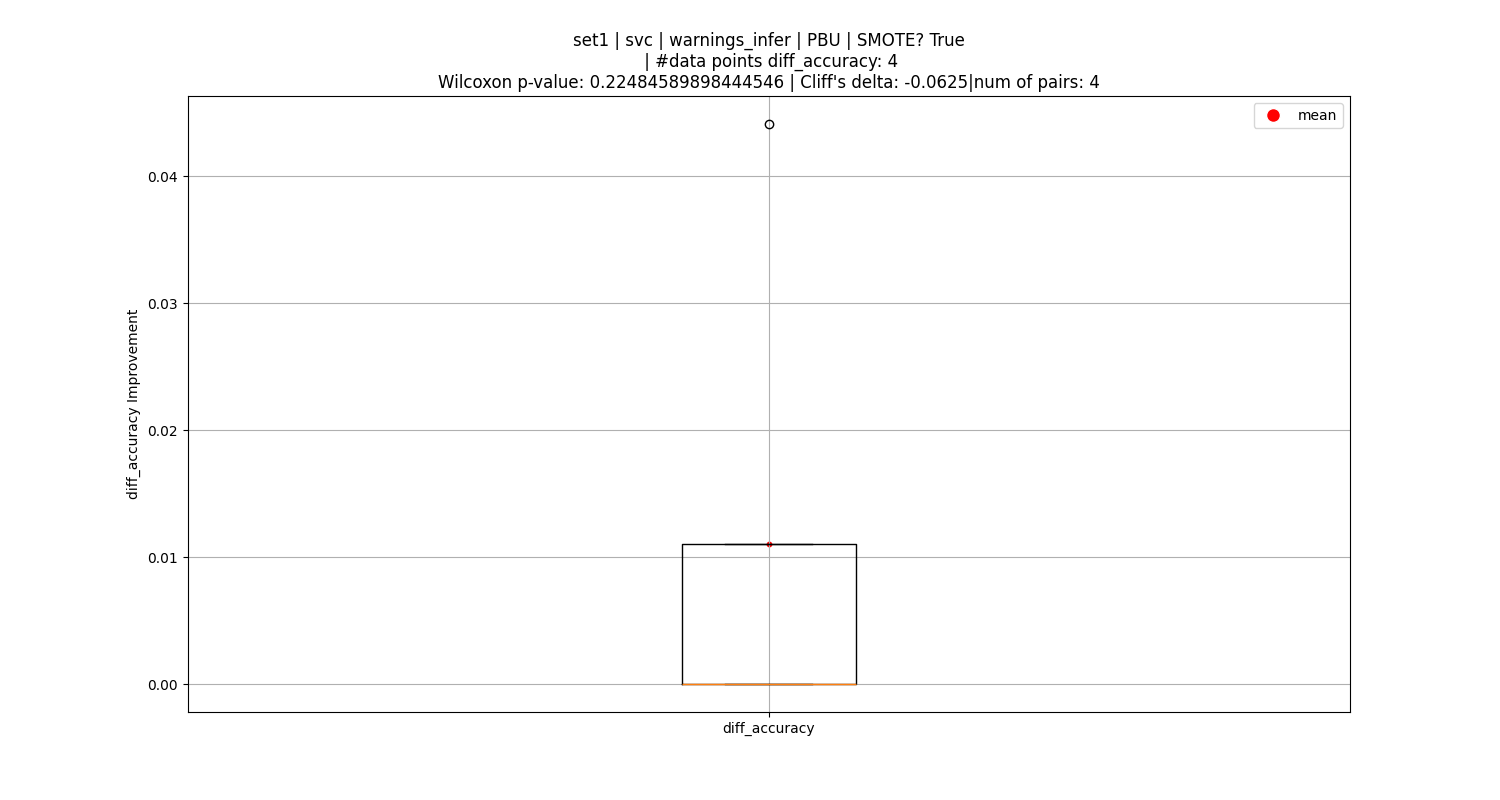 set1 | svc | warnings_infer | PBU | SMOTE? True
| #data points diff_accuracy: 4
Wilcoxon p-value: 0.22484589898444546 | Cliff's delta: -0.0625|num of pairs: 4
mean
0.04
0.03
0.02
0.01
0.00
diff_accuracy Improvement
diff_accuracy